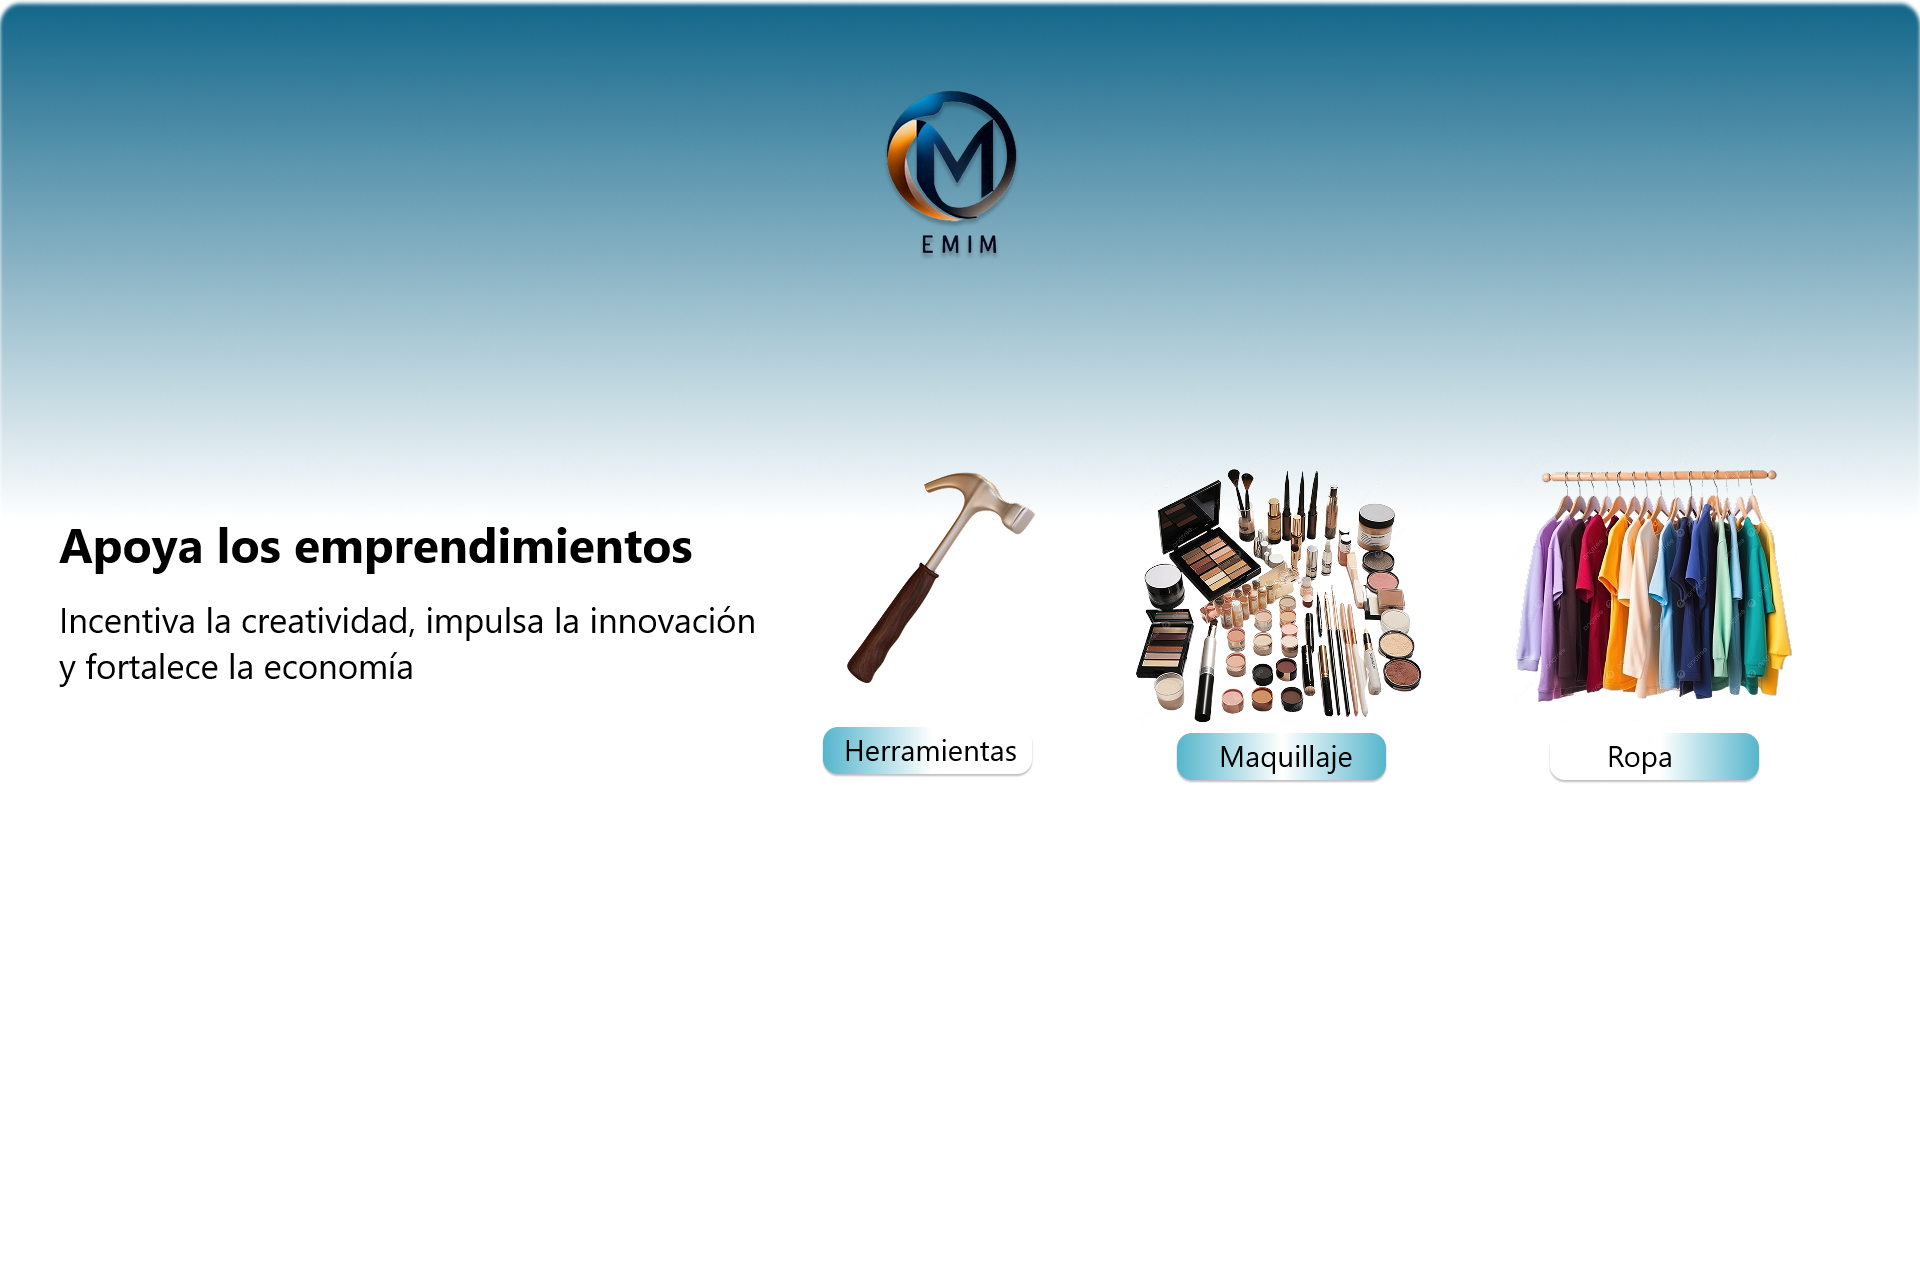 EMIM
Apoya los emprendimientos
Incentiva la creatividad, impulsa la innovación
y fortalece la economía
Herramientas
Maquillaje
Ropa